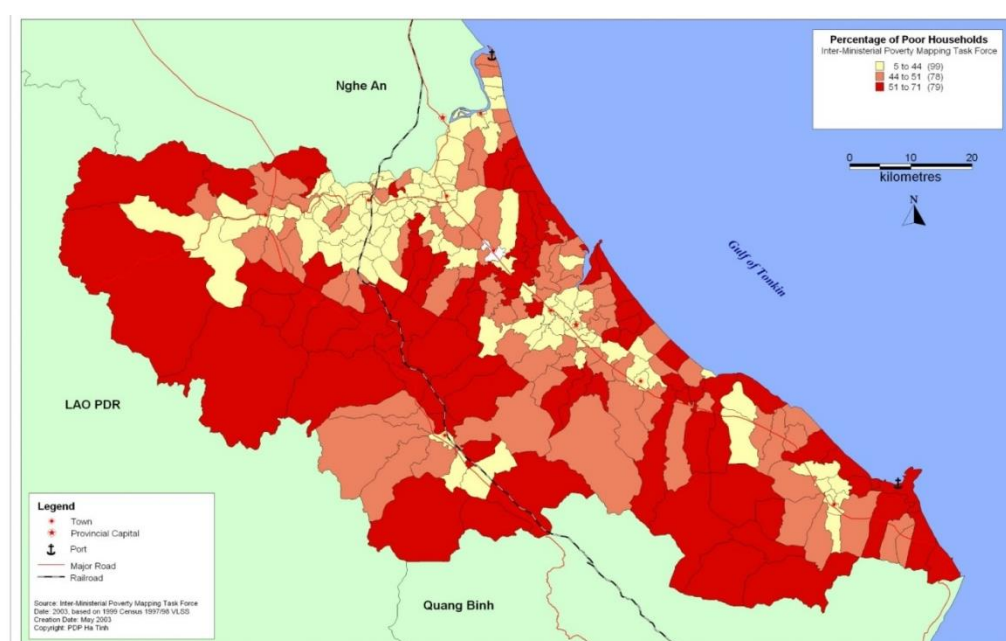 Percentage of Poor Households
Inter-Ministerial Poverty Mapping Task Force
5 to 44 (99)
44 to 51 (78)
51 to 71 (79)
Nghe An
0 10 20
kilometres
N
Gulf of Tonkin
LAO PDR
Legend
Town
Provincial Capital
Port
Major Road
Railroad
Source: Inter-Ministerial Poverty Mapping Task Force
Date: 2003, based on 1999 Census 1997/98 VLSS
Creation Date: May 2003
Copyright: PDP Ha Tinh
Quang Binh